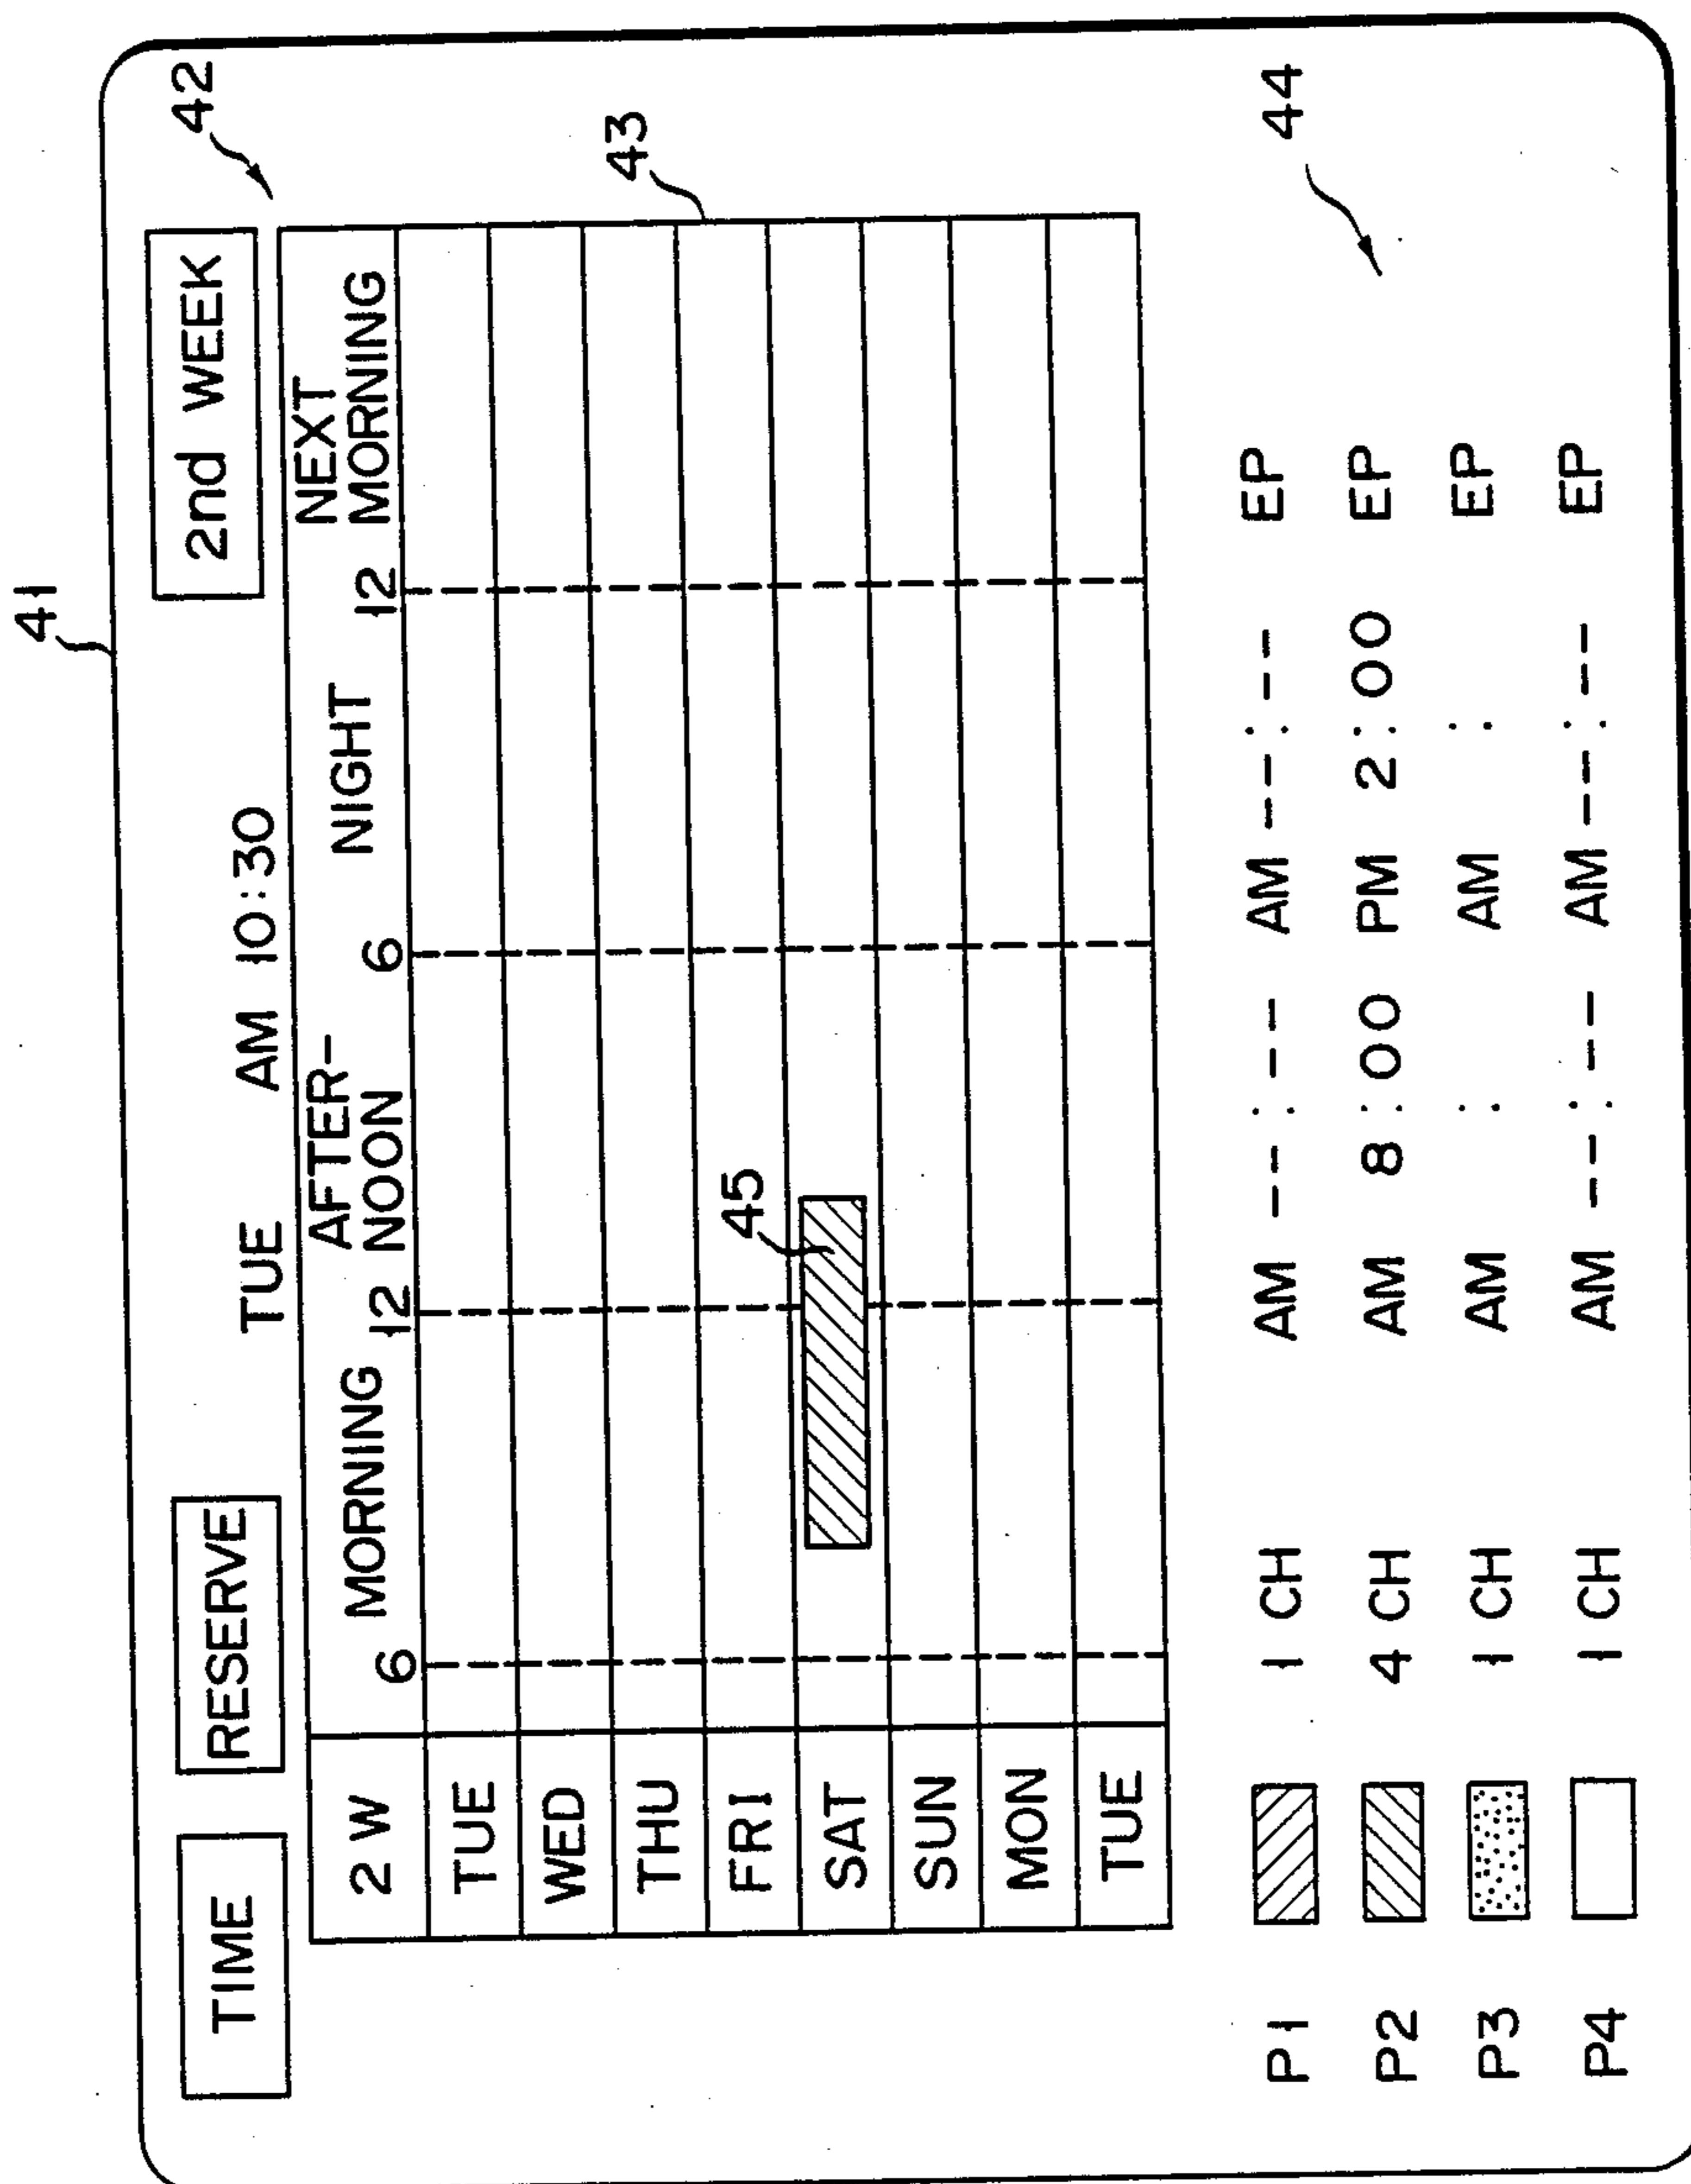 41
TIME RESERVE TUE AM 10:30 2nd WEEK 42
2 W 6 MORNING 12 AFTER-NOON 6 NIGHT 12 NEXT MORNING
TUE
43
WED
THU
FRI
45
SAT
SUN
MON
TUE
P1 1 CH AM --:-- AM --:-- EP 44
P2 4 CH AM 8:00 PM 2:00 EP
P3 1 CH AM : AM : EP
P4 1 CH AM --:-- AM --:-- EP